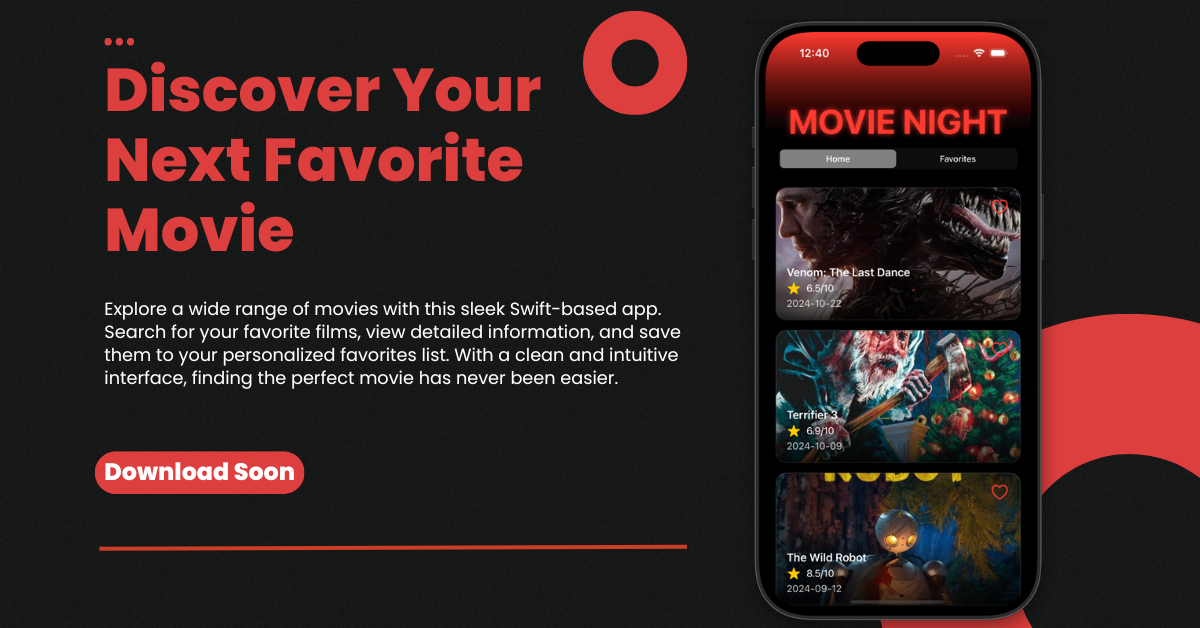 Discover Your
Next Favorite
Movie
Explore a wide range of movies with this sleek Swift-based app.
Search for your favorite films, view detailed information, and save
them to your personalized favorites list. With a clean and intuitive
interface, finding the perfect movie has never been easier.
Download Soon
12:40
MOVIE NIGHT
Home Favorites
Venom: The Last Dance
6.5/10
2024-10-22
Terrifier 3
6.9/10
2024-10-09
ROBOT
The Wild Robot
8.5/10
2024-09-12